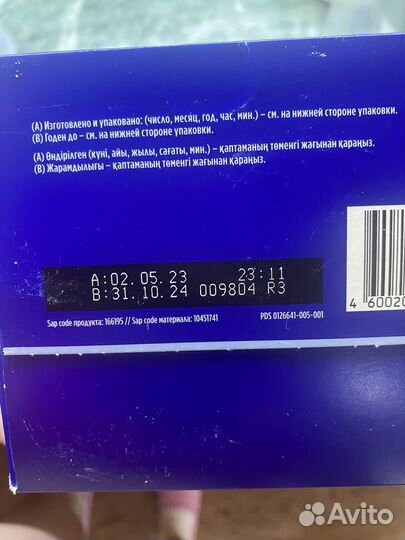 (А) Изготовлено и упаковано: (число, месяц, год, час, мин.) – см. на нижней стороне упаковки.
(В) Годен до – см. на нижней стороне упаковки.
(А) Өндірілген (күні, айы, жылы, сағаты, мин.) – қаптаманың төменгі жағынан қараңыз.
(В) Жарамдылығы – қаптаманың төменгі жағынан қараңыз.
A:02.05.23 23:11
B:31.10.24 009804 R3
4 60020
Sap code продукта: 166195 // Sap code материала: 10451741 PDS 0126641-005-001
Avito